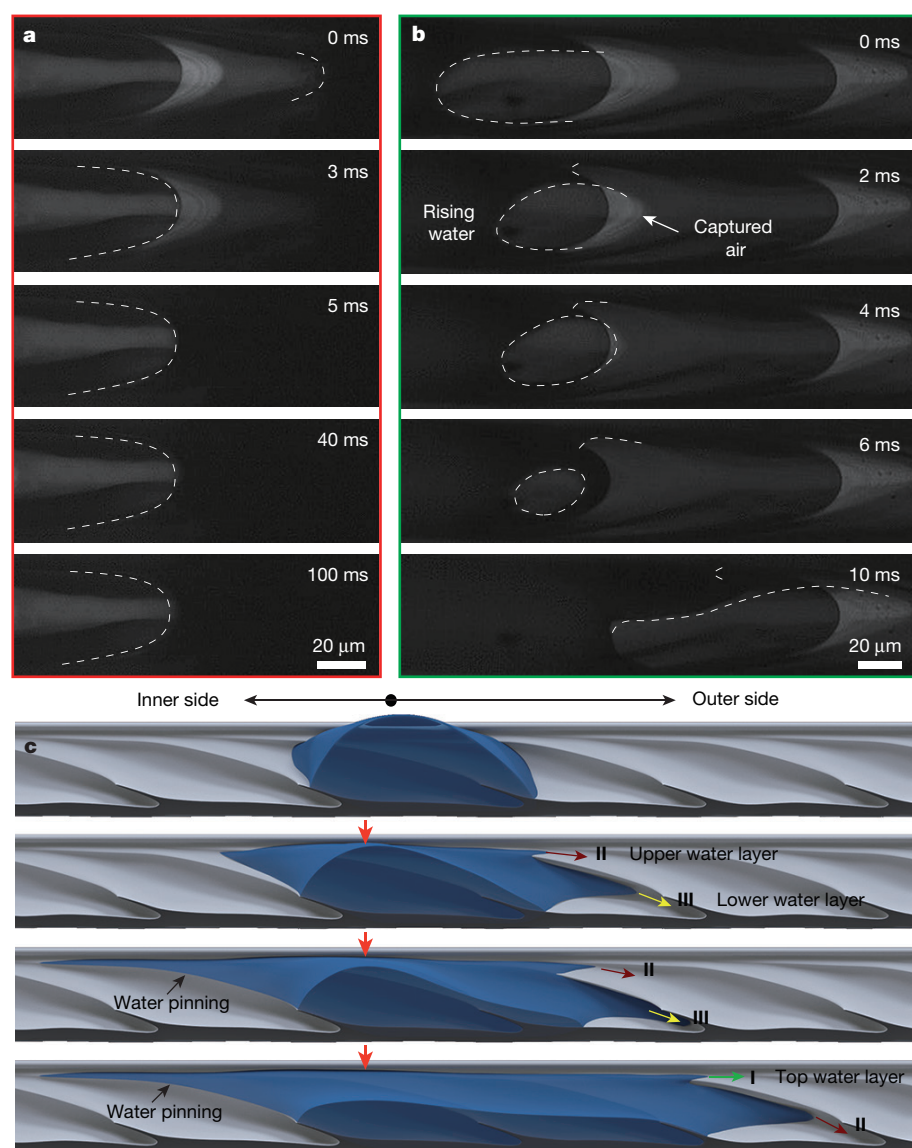 a
0 ms
3 ms
5 ms
40 ms
100 ms
20 μm
b
0 ms
2 ms
Rising
water
Captured
air
4 ms
6 ms
10 ms
20 μm
Inner side
Outer side
c
II Upper water layer
III Lower water layer
Water pinning
II
III
Water pinning
I Top water layer
II